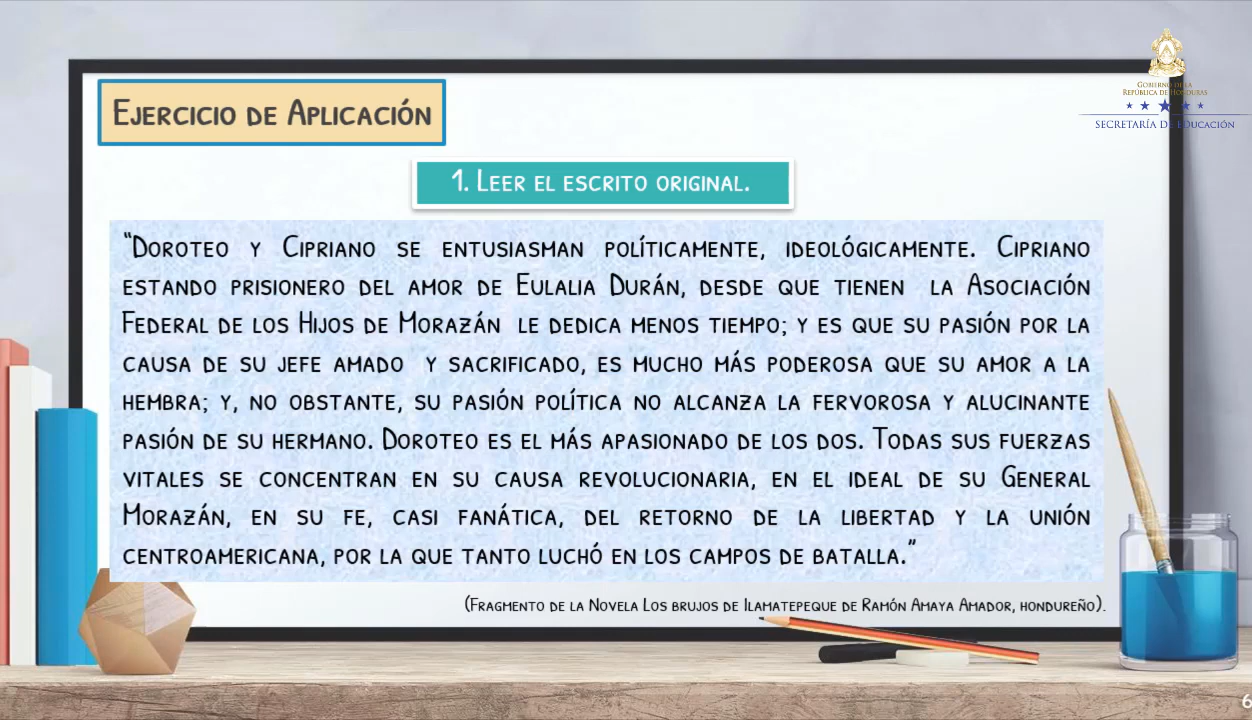 Gobierno de la
República de Honduras
Secretaría de Educación
Ejercicio de Aplicación
1. Leer el escrito original.
“Doroteo y Cipriano se entusiasman políticamente, ideológicamente. Cipriano
estando prisionero del amor de Eulalia Durán, desde que tienen la Asociación
Federal de los Hijos de Morazán le dedica menos tiempo; y es que su pasión por la
causa de su jefe amado y sacrificado, es mucho más poderosa que su amor a la
hembra; y, no obstante, su pasión política no alcanza la fervorosa y alucinante
pasión de su hermano. Doroteo es el más apasionado de los dos. Todas sus fuerzas
vitales se concentran en su causa revolucionaria, en el ideal de su General
Morazán, en su fe, casi fanática, del retorno de la libertad y la unión
centroamericana, por la que tanto luchó en los campos de batalla.”
(Fragmento de la Novela Los brujos de Ilamatepeque de Ramón Amaya Amador, hondureño).
6